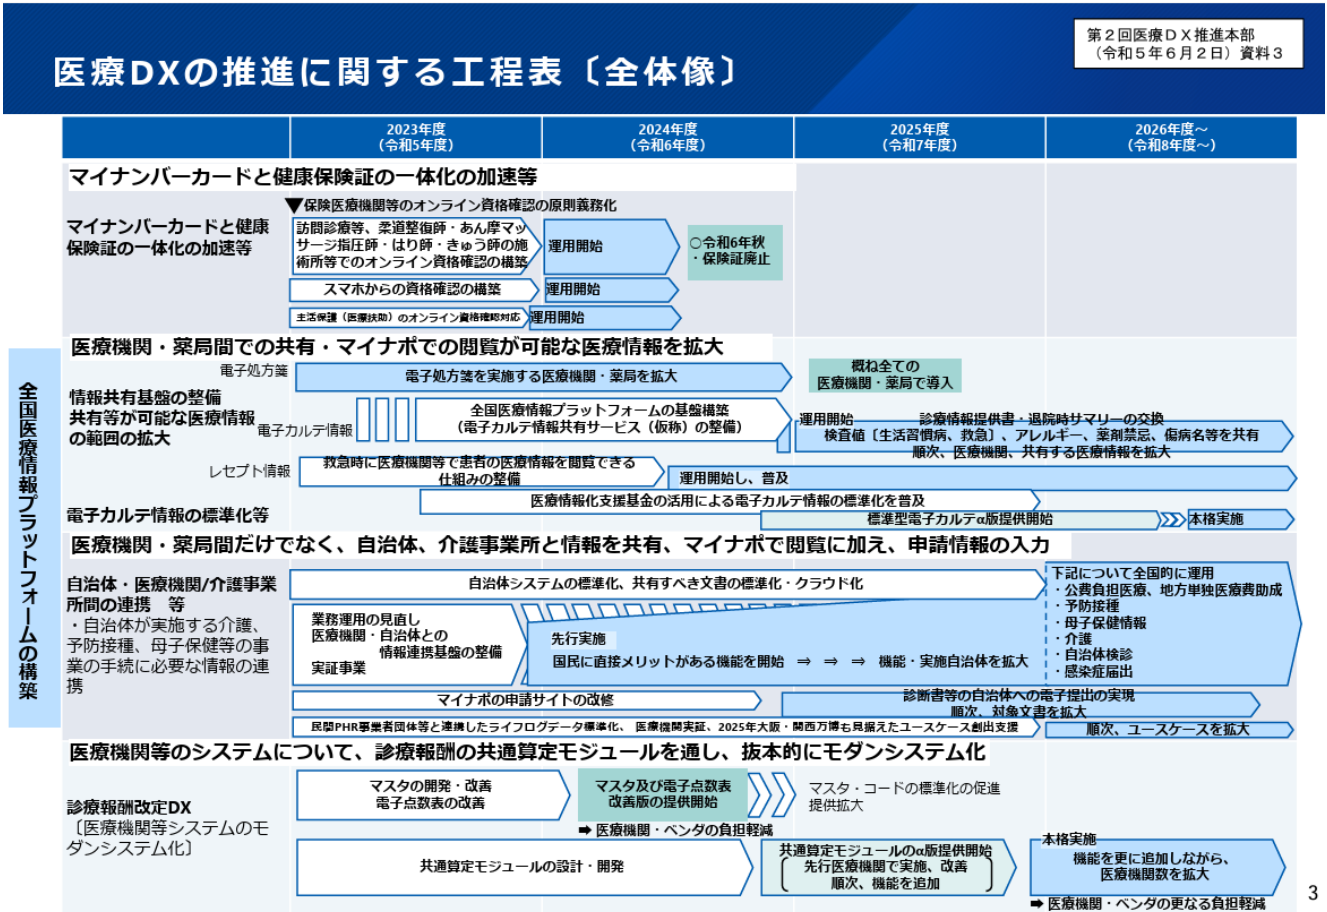 医療DXの推進に関する工程表〔全体像〕
第２回医療ＤＸ推進本部
（令和５年６月２日）資料３
2023年度
（令和5年度）
2024年度
（令和6年度）
2025年度
（令和7年度）
2026年度～
（令和8年度～）
全国医療情報プラットフォームの構築
マイナンバーカードと健康保険証の一体化の加速等
マイナンバーカードと健康
保険証の一体化の加速等
▼保険医療機関等のオンライン資格確認の原則義務化
訪問診療等、柔道整復師・あん摩マッ
サージ指圧師・はり師・きゅう師の施
術所等でのオンライン資格確認の構築
運用開始
○令和6年秋
・保険証廃止
スマホからの資格確認の構築
運用開始
生活保護（医療扶助）のオンライン資格確認対応
運用開始
医療機関・薬局間での共有・マイナポでの閲覧が可能な医療情報を拡大
電子処方箋
電子処方箋を実施する医療機関・薬局を拡大
概ね全ての
医療機関・薬局で導入
情報共有基盤の整備
共有等が可能な医療情報
の範囲の拡大
電子カルテ情報
全国医療情報プラットフォームの基盤構築
（電子カルテ情報共有サービス（仮称）の整備）
運用開始
診療情報提供書・退院時サマリーの交換
検査値〔生活習慣病、救急〕、アレルギー、薬剤禁忌、傷病名等を共有
順次、医療機関、共有する医療情報を拡大
レセプト情報
救急時に医療機関等で患者の医療情報を閲覧できる
仕組みの整備
運用開始し、普及
医療情報化支援基金の活用による電子カルテ情報の標準化を普及
電子カルテ情報の標準化等
標準型電子カルテα版提供開始
本格実施
医療機関・薬局間だけでなく、自治体、介護事業所と情報を共有、マイナポで閲覧に加え、申請情報の入力
自治体・医療機関/介護事業
所間の連携　等
・自治体が実施する介護、
予防接種、母子保健等の事
業の手続に必要な情報の連
携
自治体システムの標準化、共有すべき文書の標準化・クラウド化
業務運用の見直し
医療機関・自治体との
情報連携基盤の整備
実証事業
先行実施
国民に直接メリットがある機能を開始　⇒　⇒　⇒　機能・実施自治体を拡大
下記について全国的に運用
・公費負担医療、地方単独医療費助成
・予防接種
・母子保健情報
・介護
・自治体検診
・感染症届出
マイナポの申請サイトの改修
診断書等の自治体への電子提出の実現
順次、対象文書を拡大
民間PHR事業者団体等と連携したライフログデータ標準化、医療機関実証、2025年大阪・関西万博も見据えたユースケース創出支援
順次、ユースケースを拡大
医療機関等のシステムについて、診療報酬の共通算定モジュールを通し、抜本的にモダンシステム化
診療報酬改定DX
〔医療機関等システムのモ
ダンシステム化〕
マスタの開発・改善
電子点数表の改善
マスタ及び電子点数表
改善版の提供開始
マスタ・コードの標準化の促進
提供拡大
➡ 医療機関・ベンダの負担軽減
共通算定モジュールの設計・開発
共通算定モジュールのα版提供開始
先行医療機関で実施、改善
順次、機能を追加
本格実施
機能を更に追加しながら、
医療機関数を拡大
➡ 医療機関・ベンダの更なる負担軽減
3